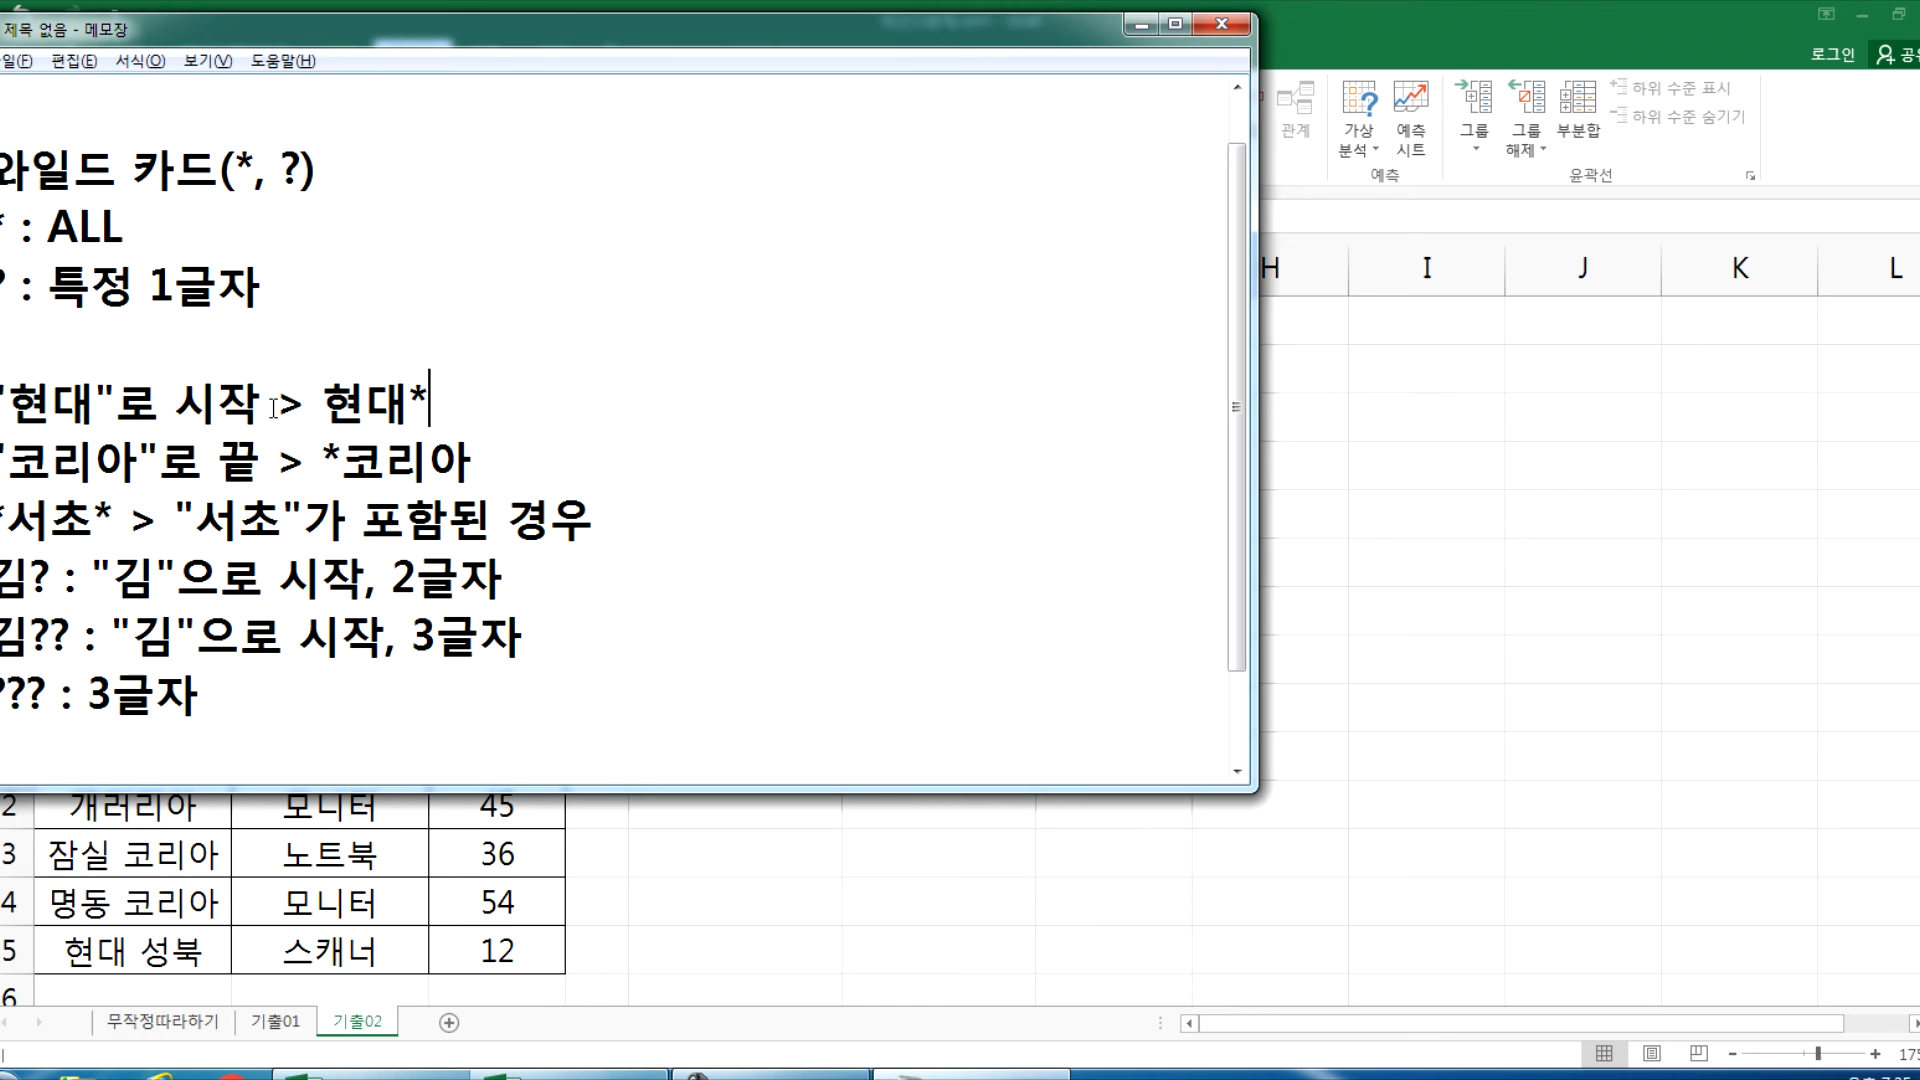 제목 없음 - 메모장
일(F) 편집(E) 서식(O) 보기(V) 도움말(H)
로그인 공유
와일드 카드(*, ?)
* : ALL
? : 특정 1글자
"현대"로 시작 > 현대*
"코리아"로 끝 > *코리아
*서초* > "서초"가 포함된 경우
김? : "김"으로 시작, 2글자
김?? : "김"으로 시작, 3글자
??? : 3글자
관계
가상 분석
예측 시트
그룹
그룹 해제
부분합
하위 수준 표시
하위 수준 숨기기
예측
윤곽선
H I J K L
2 개러리아 모니터 45
3 잠실 코리아 노트북 36
4 명동 코리아 모니터 54
5 현대 성북 스캐너 12
6
무작정따라하기 기출01 기출02
175